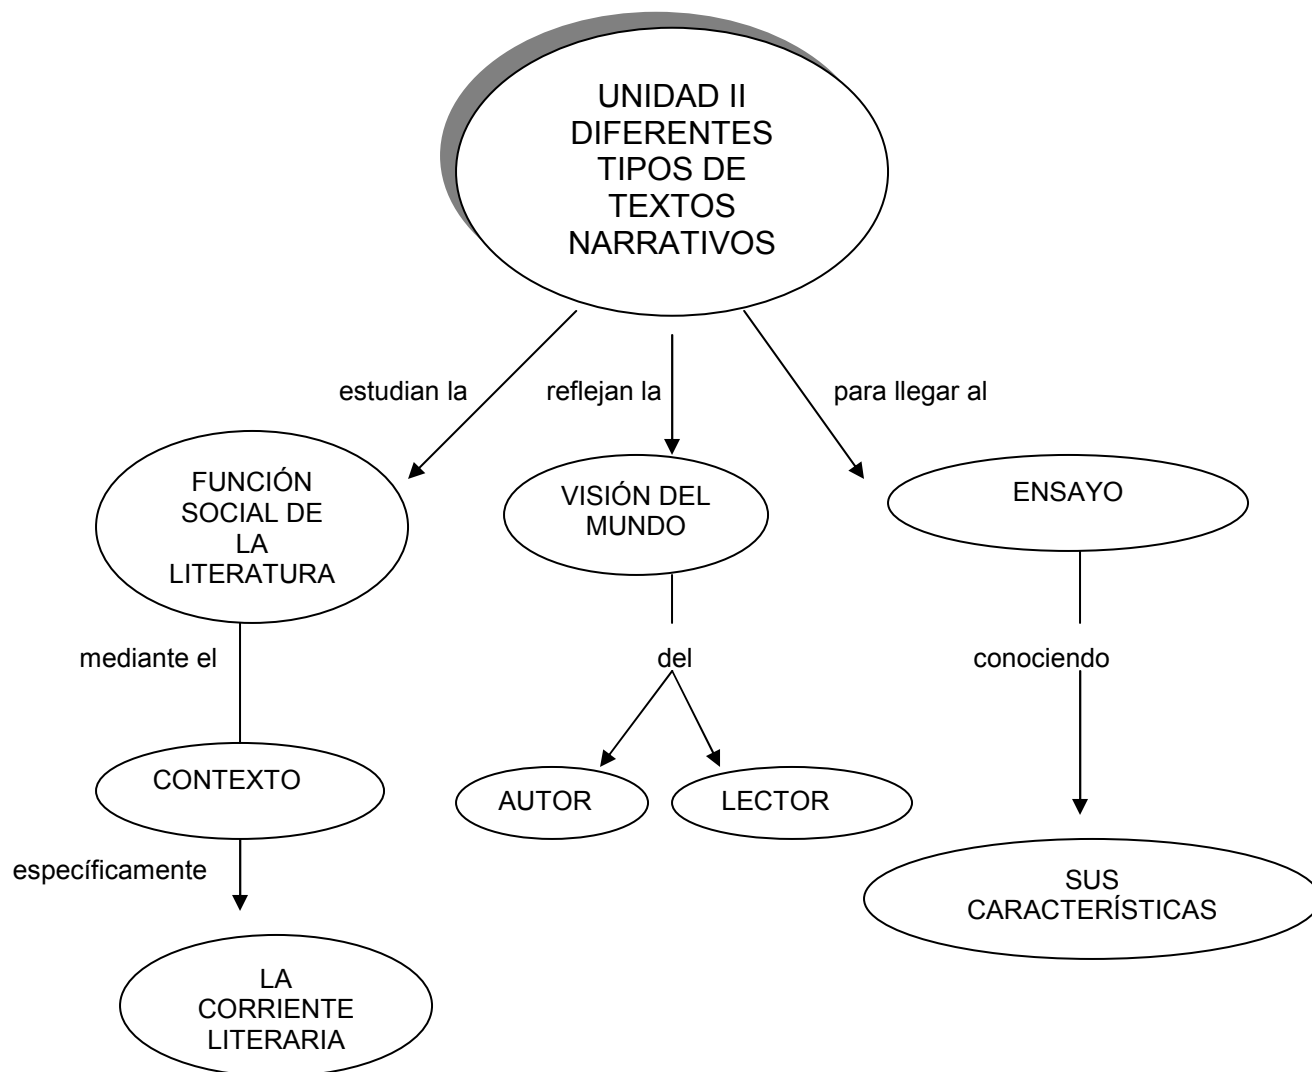 UNIDAD II
DIFERENTES
TIPOS DE
TEXTOS
NARRATIVOS
estudian la
reflejan la
para llegar al
FUNCIÓN
SOCIAL DE
LA
LITERATURA
VISIÓN DEL
MUNDO
ENSAYO
mediante el
del
conociendo
CONTEXTO
AUTOR
LECTOR
específicamente
SUS
CARACTERÍSTICAS
LA
CORRIENTE
LITERARIA